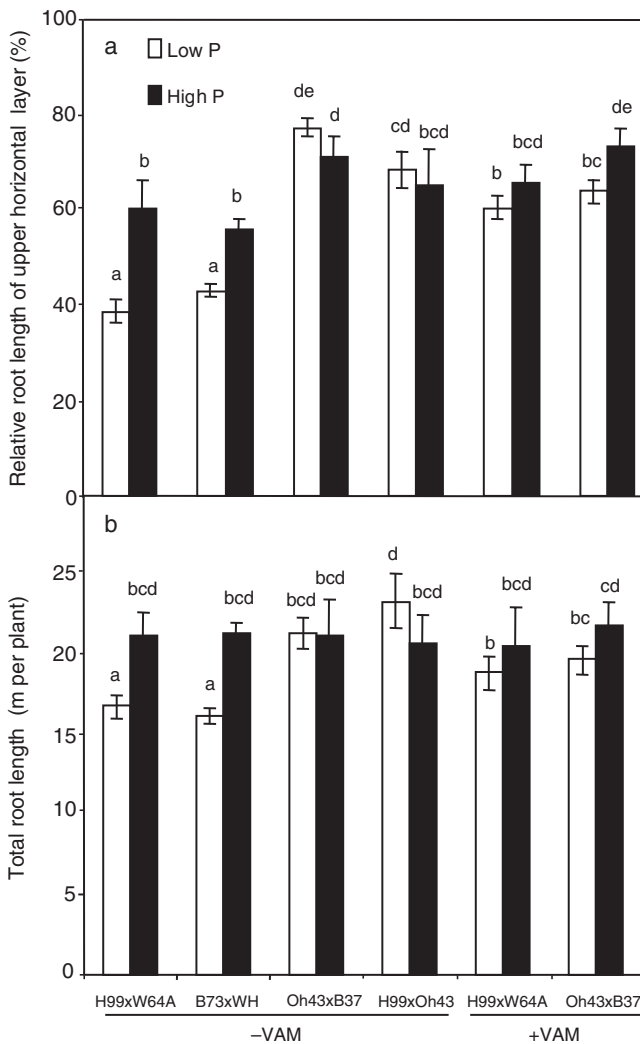 Relative root length of upper horizontal layer (%)
100
80
60
40
20
0
a
Low P
High P
a
b
a
b
de
d
cd
bcd
b
bcd
bc
de
Total root length (m per plant)
25
20
15
10
5
0
b
a
bcd
a
bcd
bcd
bcd
d
bcd
b
bcd
bc
cd
H99xW64A B73xWH Oh43xB37 H99xOh43 H99xW64A Oh43xB37
–VAM +VAM